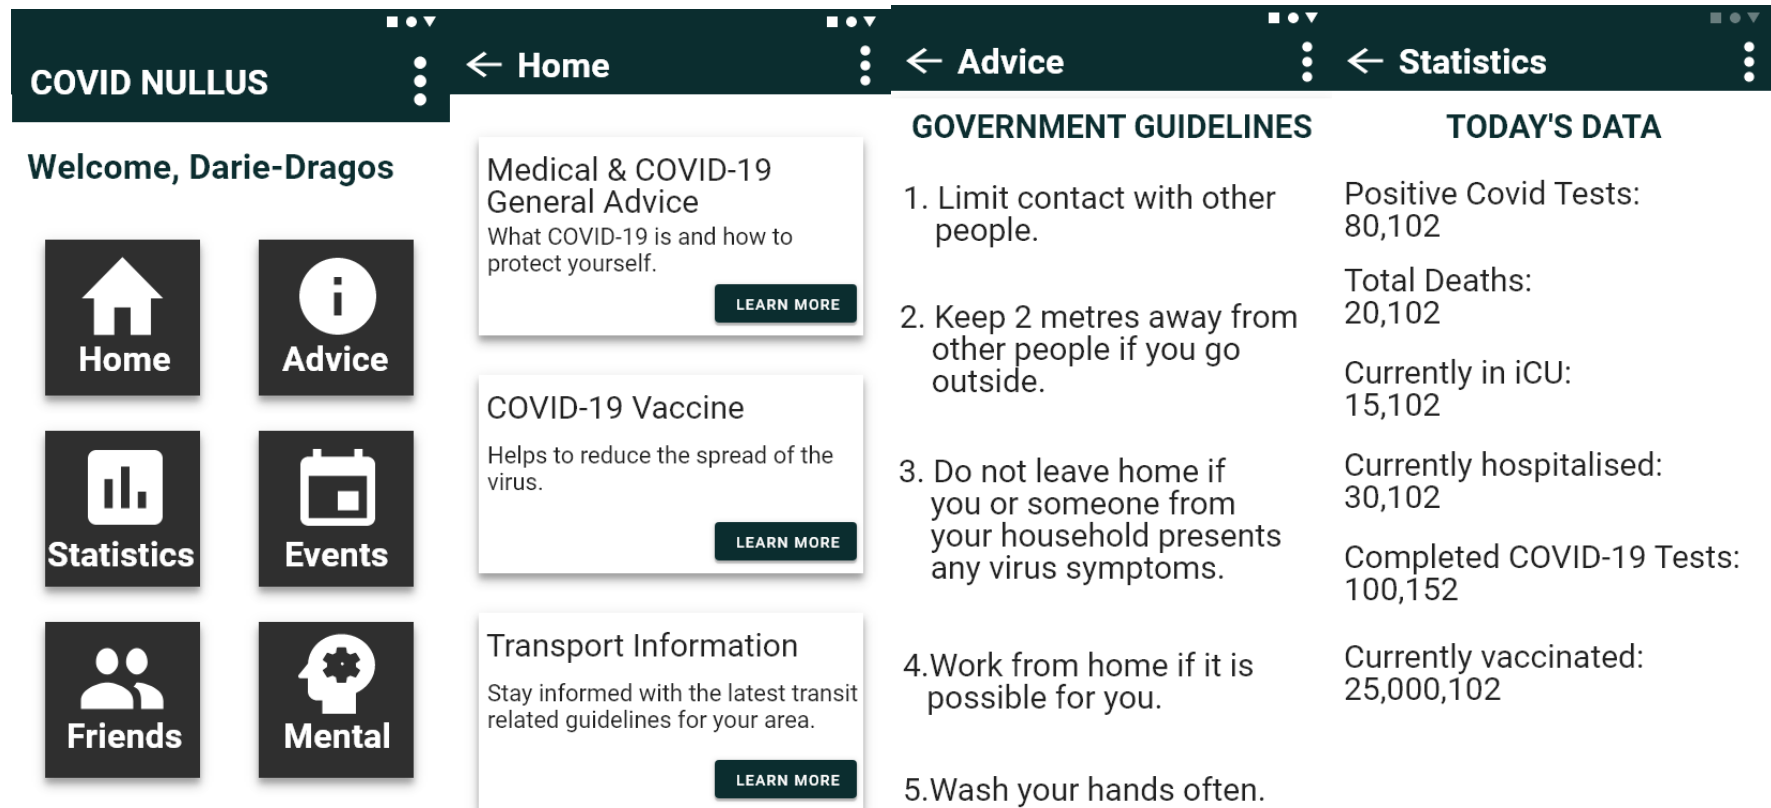 COVID NULLUS
Welcome, Darie-Dragos
Home
Advice
Statistics
Events
Friends
Mental
Home
Medical & COVID-19
General Advice
What COVID-19 is and how to
protect yourself.
LEARN MORE
COVID-19 Vaccine
Helps to reduce the spread of the
virus.
LEARN MORE
Transport Information
Stay informed with the latest transit
related guidelines for your area.
LEARN MORE
Advice
GOVERNMENT GUIDELINES
1. Limit contact with other
people.
2. Keep 2 metres away from
other people if you go
outside.
3. Do not leave home if
you or someone from
your household presents
any virus symptoms.
4.Work from home if it is
possible for you.
5.Wash your hands often.
Statistics
TODAY'S DATA
Positive Covid Tests:
80,102
Total Deaths:
20,102
Currently in iCU:
15,102
Currently hospitalised:
30,102
Completed COVID-19 Tests:
100,152
Currently vaccinated:
25,000,102